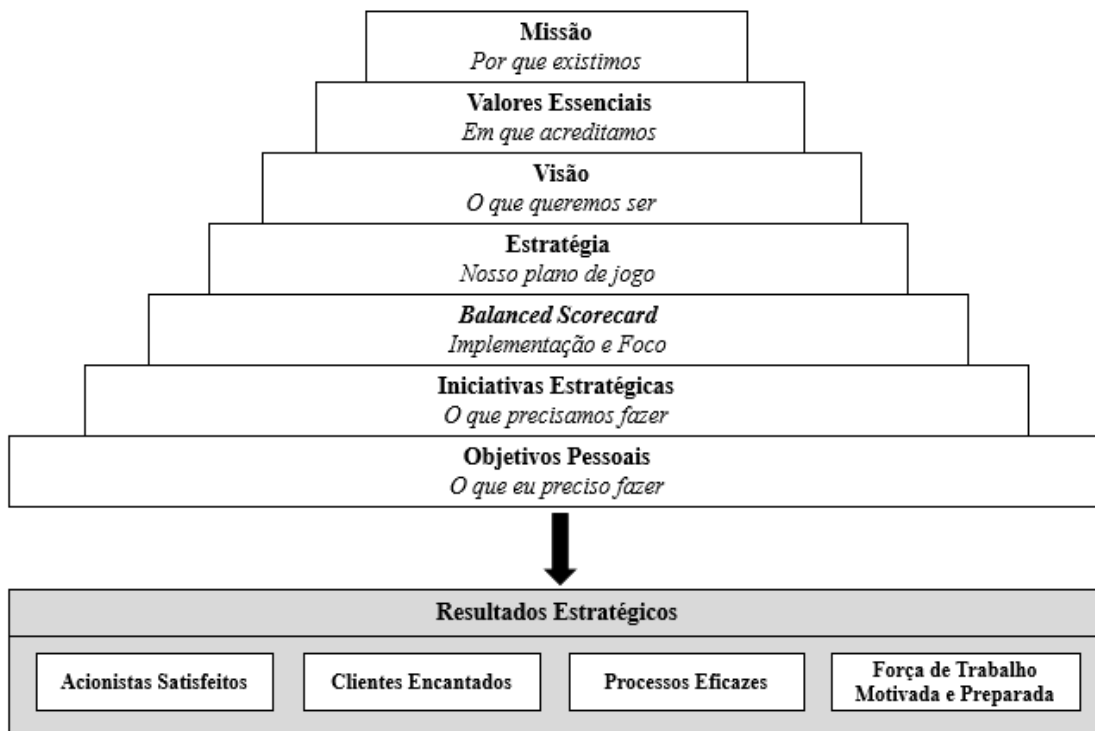 Missão
Por que existimos
Valores Essenciais
Em que acreditamos
Visão
O que queremos ser
Estratégia
Nosso plano de jogo
Balanced Scorecard
Implementação e Foco
Iniciativas Estratégicas
O que precisamos fazer
Objetivos Pessoais
O que eu preciso fazer
Resultados Estratégicos
Acionistas Satisfeitos
Clientes Encantados
Processos Eficazes
Força de Trabalho
Motivada e Preparada